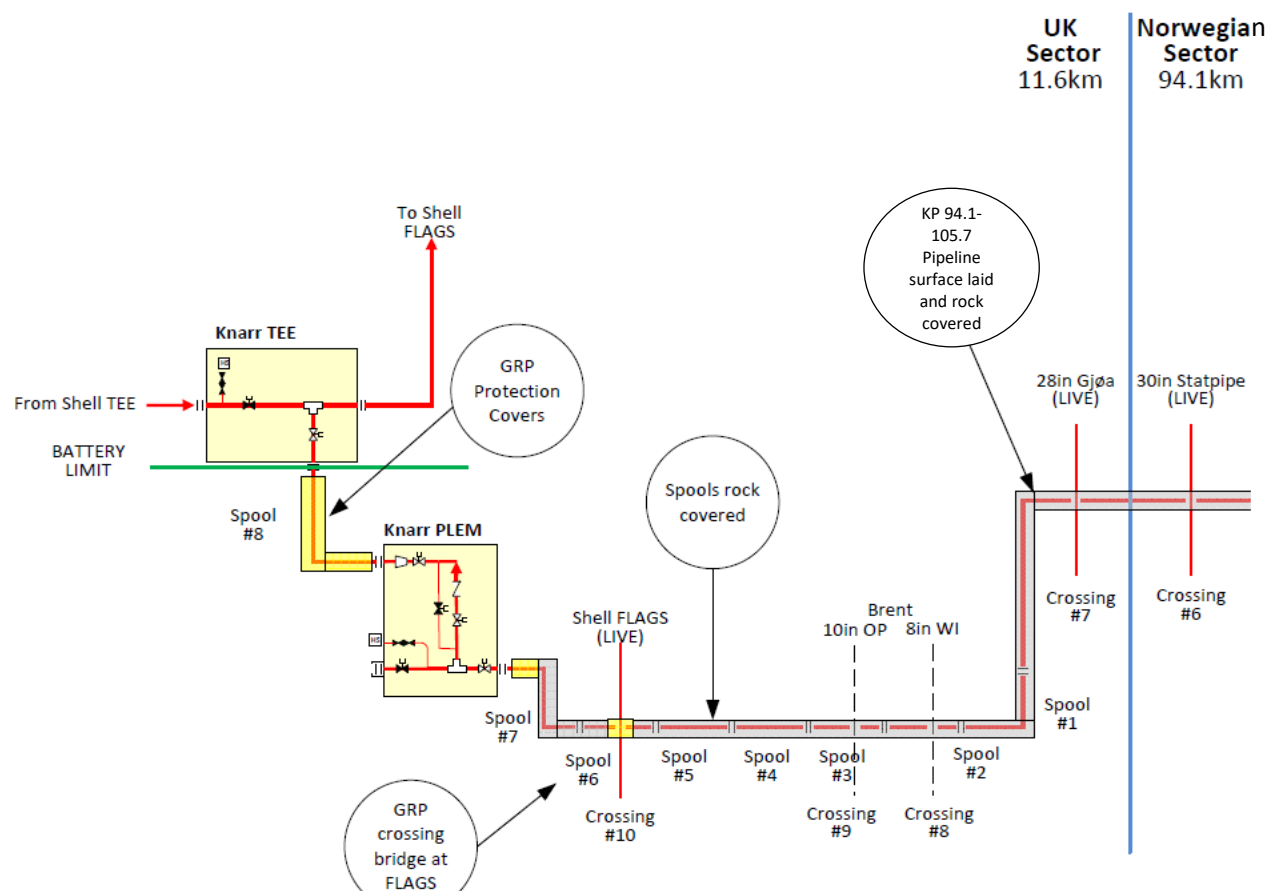 UK
Sector
11.6km
Norwegian
Sector
94.1km
To Shell
FLAGS
KP 94.1-
105.7
Pipeline
surface laid
and rock
covered
Knarr TEE
HS
From Shell TEE
GRP
Protection
Covers
28in Gjøa
(LIVE)
30in Statpipe
(LIVE)
BATTERY
LIMIT
Spool
#8
Knarr PLEM
HS
Spools rock
covered
Crossing
#7
Crossing
#6
Shell FLAGS
(LIVE)
Brent
10in OP
8in WI
Spool
#7
Spool
#1
Spool
#6
Spool
#5
Spool
#4
Spool
#3
Spool
#2
Crossing
#10
Crossing
#9
Crossing
#8
GRP
crossing
bridge at
FLAGS